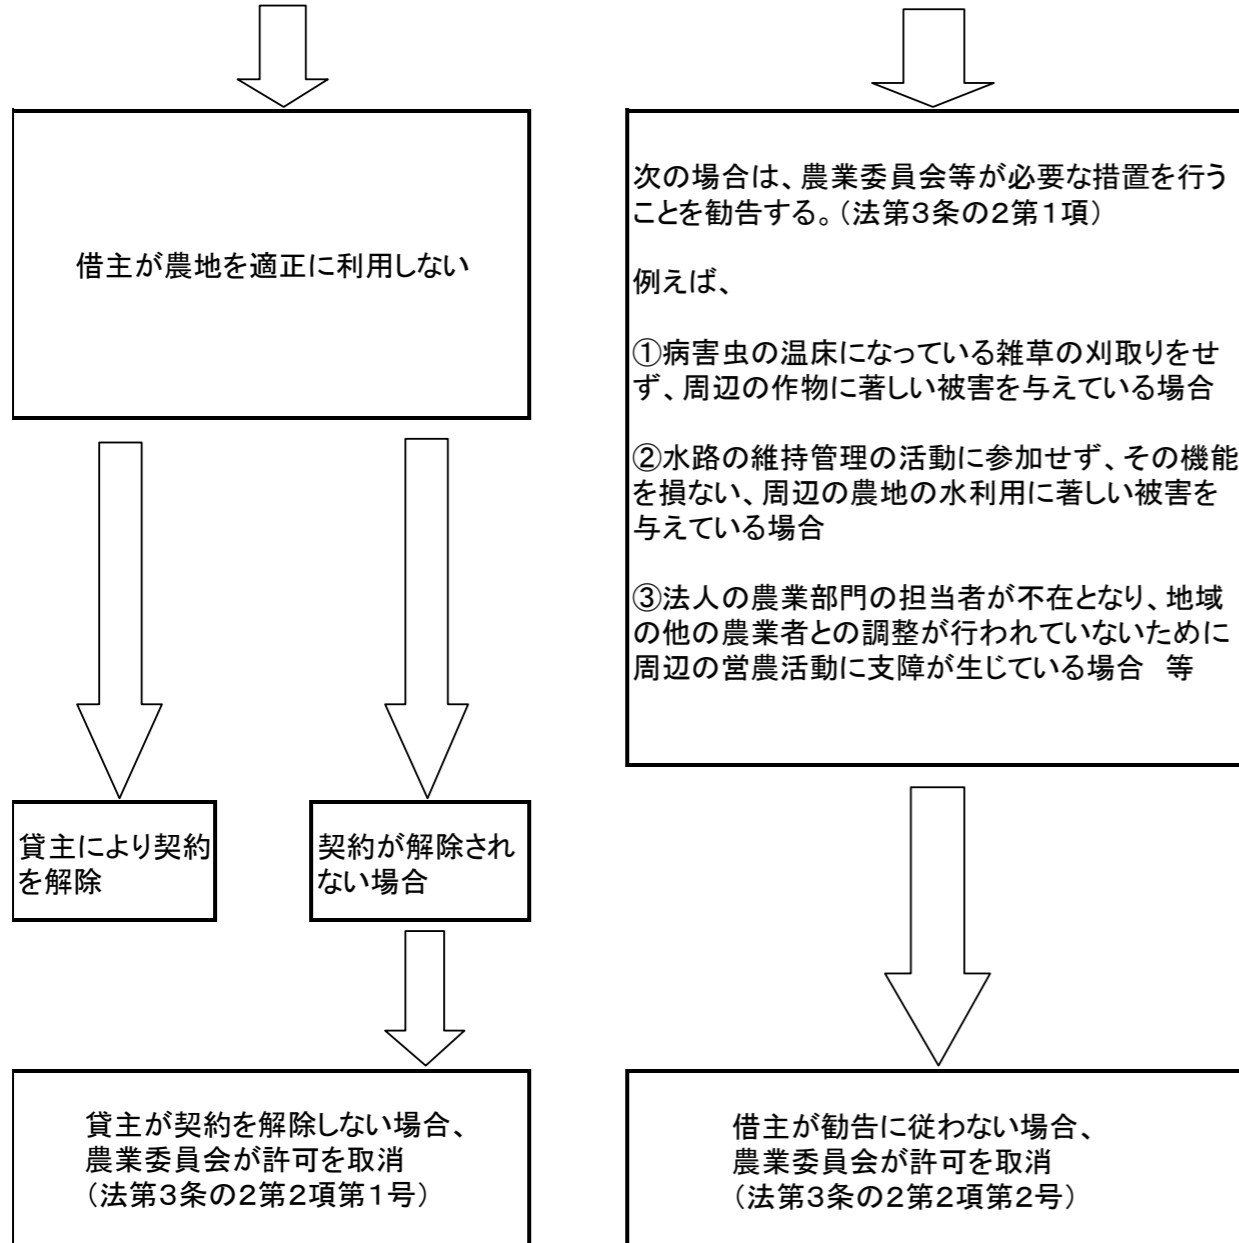 借主が農地を適正に利用しない
次の場合は、農業委員会等が必要な措置を行う
ことを勧告する。（法第３条の２第１項）
例えば、
①病害虫の温床になっている雑草の刈取りをせ
ず、周辺の作物に著しい被害を与えている場合
②水路の維持管理の活動に参加せず、その機能
を損ない、周辺の農地の水利用に著しい被害を
与えている場合
③法人の農業部門の担当者が不在となり、地域
の他の農業者との調整が行われていないために
周辺の営農活動に支障が生じている場合　等
貸主により契約
を解除
契約が解除され
ない場合
貸主が契約を解除しない場合、
農業委員会が許可を取消
（法第３条の２第２項第１号）
借主が勧告に従わない場合、
農業委員会が許可を取消
（法第３条の２第２項第２号）